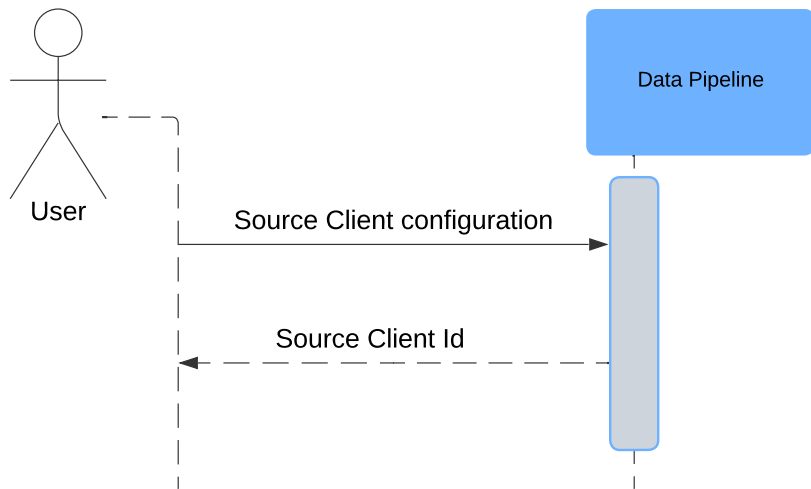 Data Pipeline
User
Source Client configuration
Source Client Id